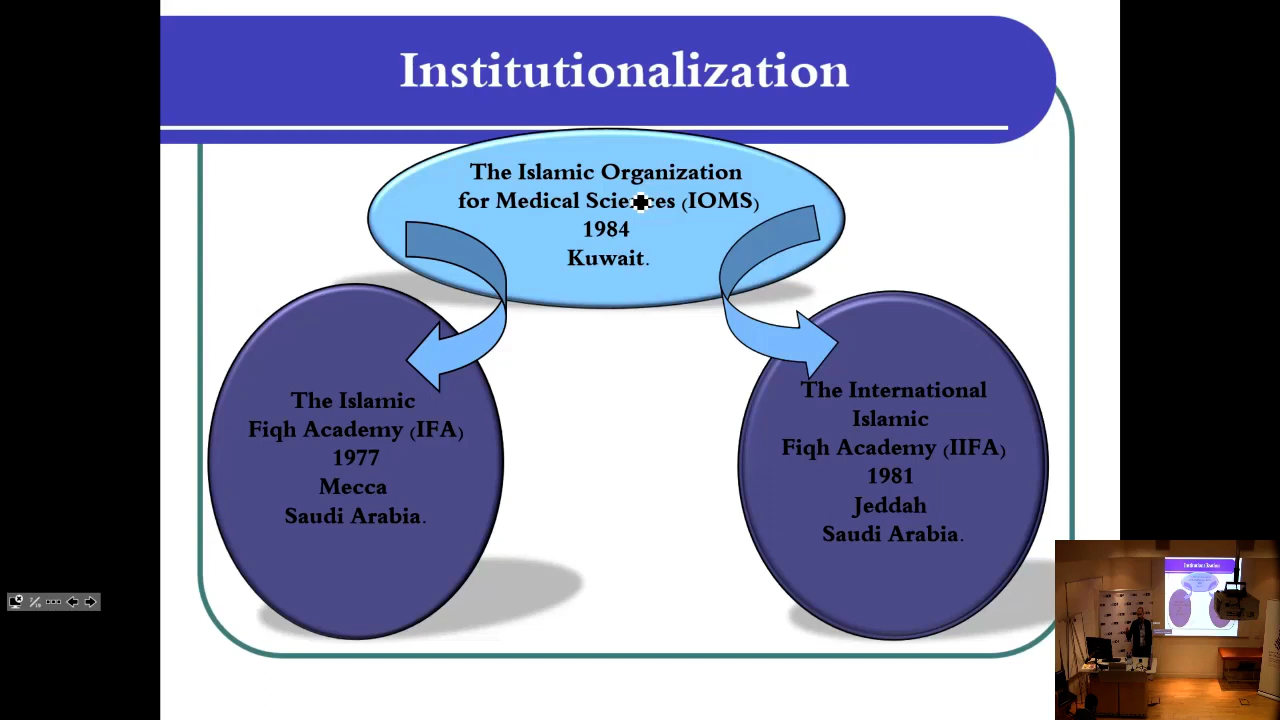 Institutionalization
The Islamic Organization
for Medical Sciences (IOMS)
1984
Kuwait.
The Islamic
Fiqh Academy (IFA)
1977
Mecca
Saudi Arabia.
The International
Islamic
Fiqh Academy (IIFA)
1981
Jeddah
Saudi Arabia.
Institutionalization